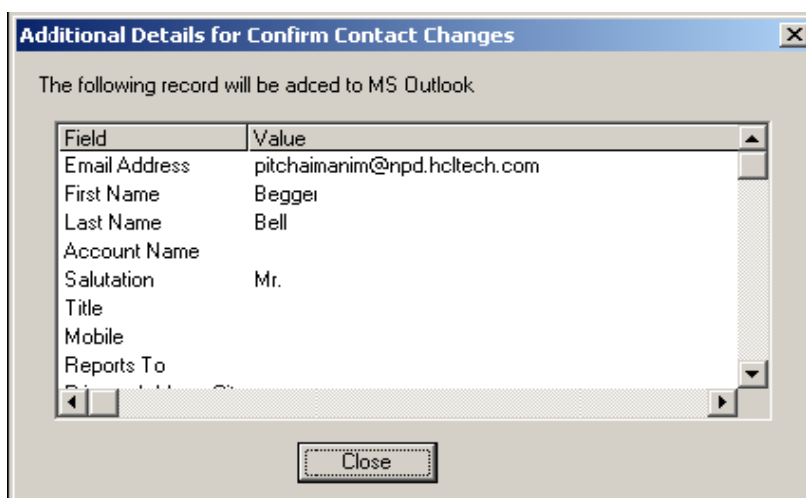 Additional Details for Confirm Contact Changes
The following record will be adced to MS Outlook
Field Value
Email Address pitchaimanim@npd.hcltech.com
First Name Begger
Last Name Bell
Account Name
Salutation Mr.
Title
Mobile
Reports To
Close